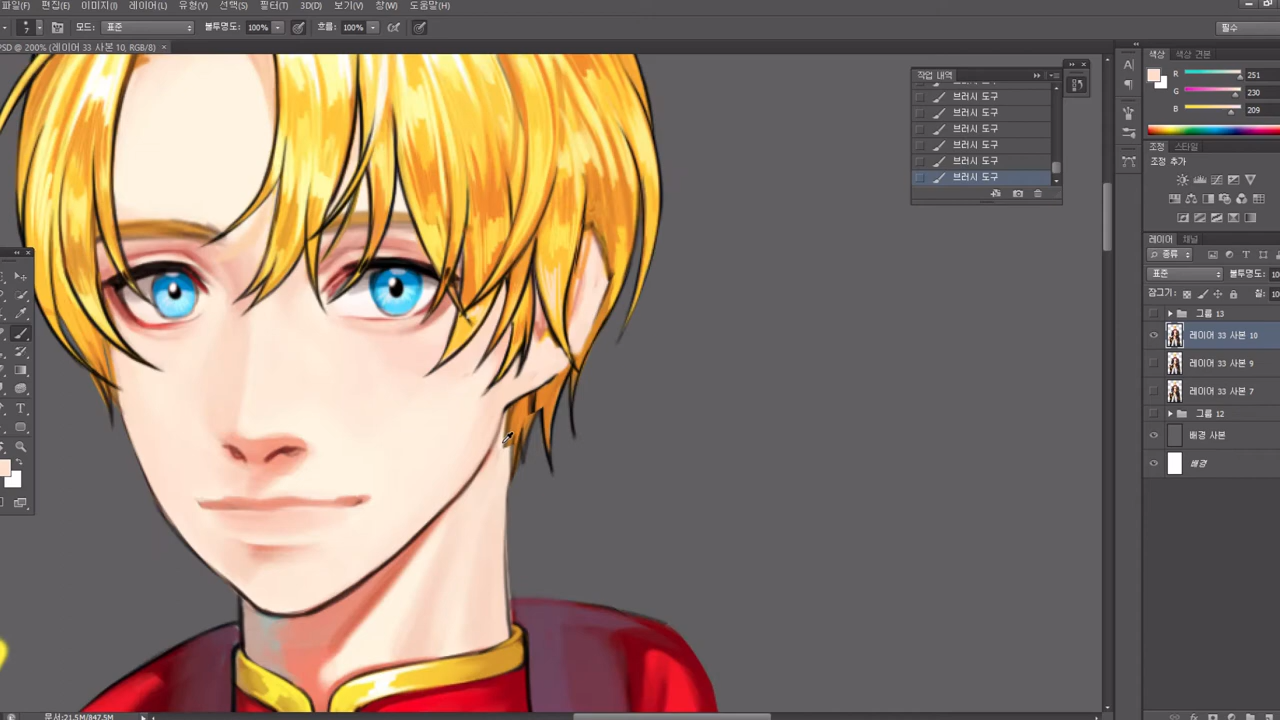 파일(F) 편집(E) 이미지(I) 레이어(L) 유형(Y) 선택(S) 필터(T) 3D(D) 보기(V) 창(W) 도움말(H)
7 모드: 표준 불투명도: 100% 흐름: 100% 필수
PSD @ 200% (레이어 33 사본 10, RGB/8) ×
색상 색상 견본
작업 내역
R 251
G 230
B 209
브러시 도구
브러시 도구
브러시 도구
브러시 도구
브러시 도구
브러시 도구
조정 스타일
조정 추가
레이어 채널
종류
표준 불투명도: 10
잠그기: 칠: 10
그룹 13
레이어 33 사본 10
레이어 33 사본 9
레이어 33 사본 7
그룹 12
배경 사본
배경
문서:21.5M/847.5M